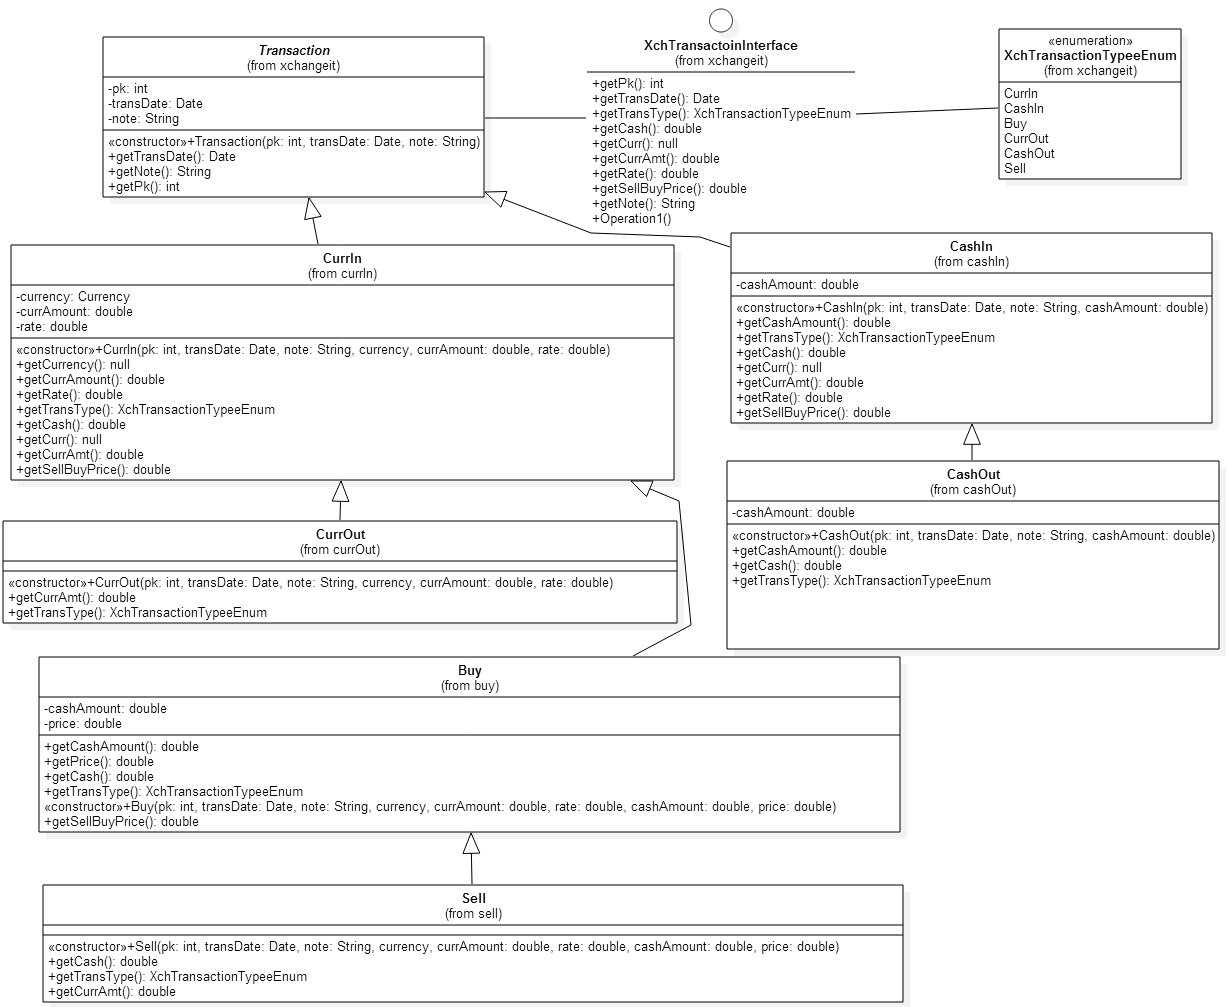 Transaction
(from xchangeit)
-pk: int
-transDate: Date
-note: String
«constructor»+Transaction(pk: int, transDate: Date, note: String)
+getTransDate(): Date
+getNote(): String
+getPk(): int
XchTransactoinInterface
(from xchangeit)
+getPk(): int
+getTransDate(): Date
+getTransType(): XchTransactionTypeeEnum
+getCash(): double
+getCurr(): null
+getCurrAmt(): double
+getRate(): double
+getSellBuyPrice(): double
+getNote(): String
+Operation1()
«enumeration»
XchTransactionTypeeEnum
(from xchangeit)
CurrIn
CashIn
Buy
CurrOut
CashOut
Sell
CurrIn
(from currIn)
-currency: Currency
-currAmount: double
-rate: double
«constructor»+CurrIn(pk: int, transDate: Date, note: String, currency, currAmount: double, rate: double)
+getCurrency(): null
+getCurrAmount(): double
+getRate(): double
+getTransType(): XchTransactionTypeeEnum
+getCash(): double
+getCurr(): null
+getCurrAmt(): double
+getSellBuyPrice(): double
CashIn
(from cashIn)
-cashAmount: double
«constructor»+CashIn(pk: int, transDate: Date, note: String, cashAmount: double)
+getCashAmount(): double
+getTransType(): XchTransactionTypeeEnum
+getCash(): double
+getCurr(): null
+getCurrAmt(): double
+getRate(): double
+getSellBuyPrice(): double
CurrOut
(from currOut)
«constructor»+CurrOut(pk: int, transDate: Date, note: String, currency, currAmount: double, rate: double)
+getCurrAmt(): double
+getTransType(): XchTransactionTypeeEnum
CashOut
(from cashOut)
-cashAmount: double
«constructor»+CashOut(pk: int, transDate: Date, note: String, cashAmount: double)
+getCashAmount(): double
+getCash(): double
+getTransType(): XchTransactionTypeeEnum
Buy
(from buy)
-cashAmount: double
-price: double
+getCashAmount(): double
+getPrice(): double
+getCash(): double
+getTransType(): XchTransactionTypeeEnum
«constructor»+Buy(pk: int, transDate: Date, note: String, currency, currAmount: double, rate: double, cashAmount: double, price: double)
+getSellBuyPrice(): double
Sell
(from sell)
«constructor»+Sell(pk: int, transDate: Date, note: String, currency, currAmount: double, rate: double, cashAmount: double, price: double)
+getCash(): double
+getTransType(): XchTransactionTypeeEnum
+getCurrAmt(): double